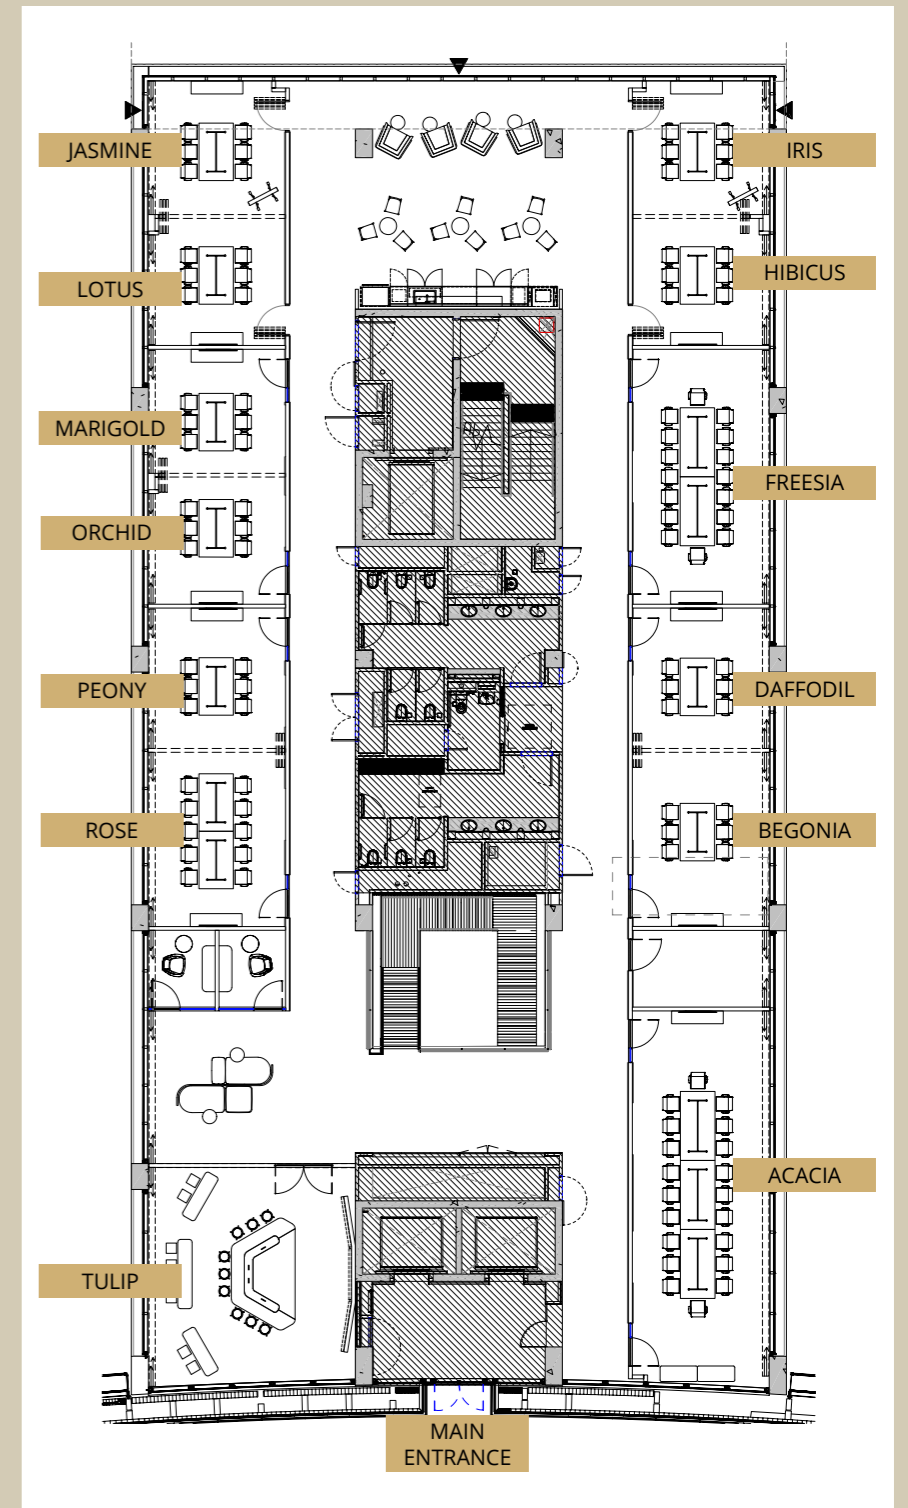 JASMINE
IRIS
LOTUS
HIBICUS
MARIGOLD
FREESIA
ORCHID
PEONY
DAFFODIL
ROSE
BEGONIA
ACACIA
TULIP
MAIN
ENTRANCE